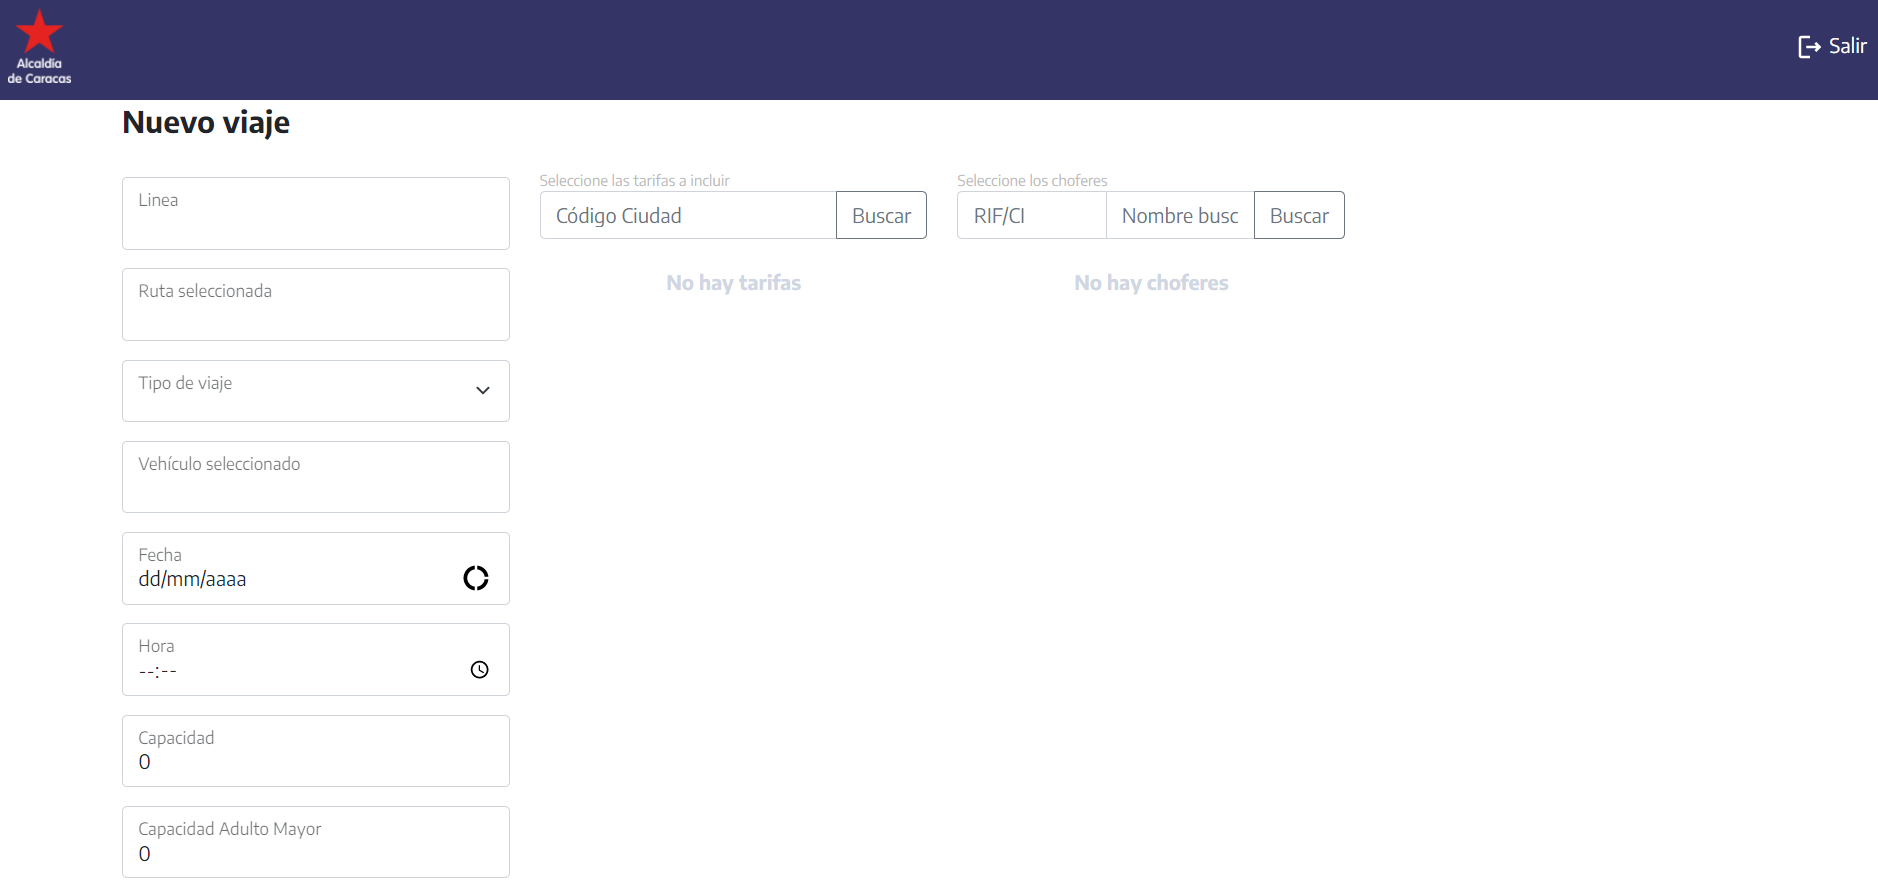 Alcaldía
de Caracas
Salir
Nuevo viaje
Linea
Ruta seleccionada
Tipo de viaje
Vehículo seleccionado
Fecha
dd/mm/aaaa
Hora
--:--
Capacidad
0
Capacidad Adulto Mayor
0
Seleccione las tarifas a incluir
Código Ciudad Buscar
No hay tarifas
Seleccione los choferes
RIF/CI Nombre busc Buscar
No hay choferes